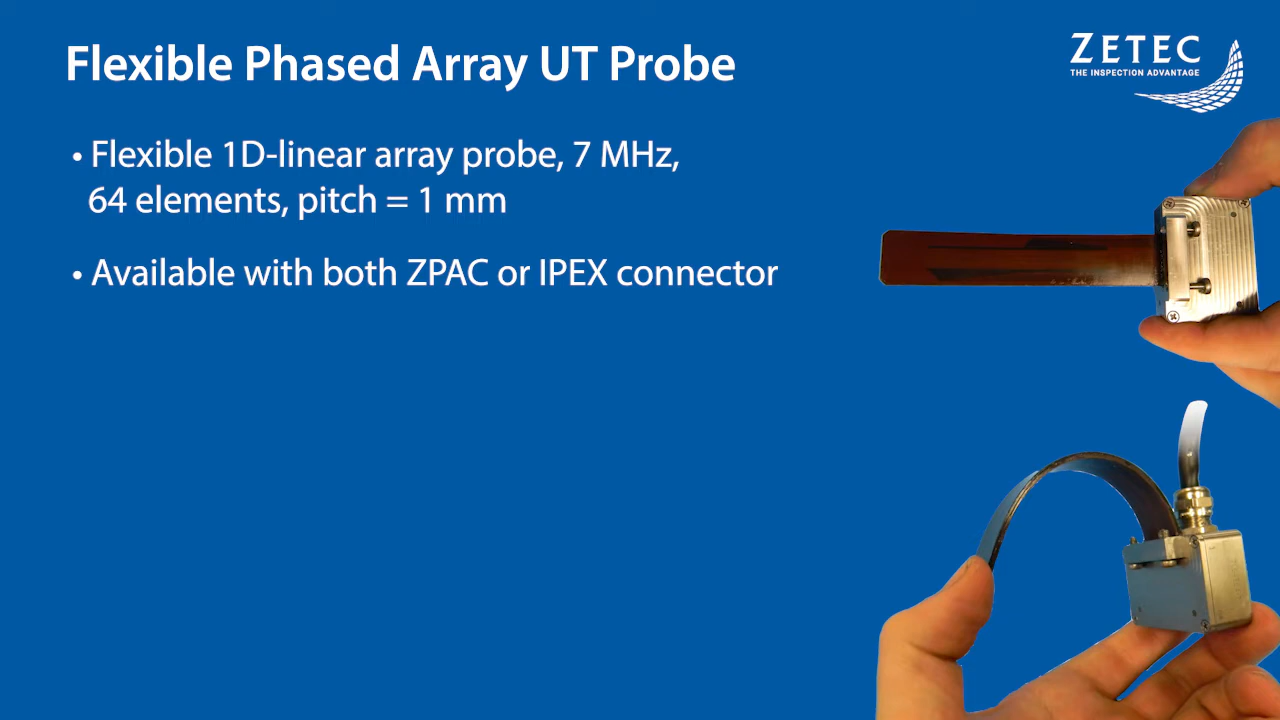 Flexible Phased Array UT Probe
ZETEC
THE INSPECTION ADVANTAGE
• Flexible 1D-linear array probe, 7 MHz,
64 elements, pitch = 1 mm
• Available with both ZPAC or IPEX connector